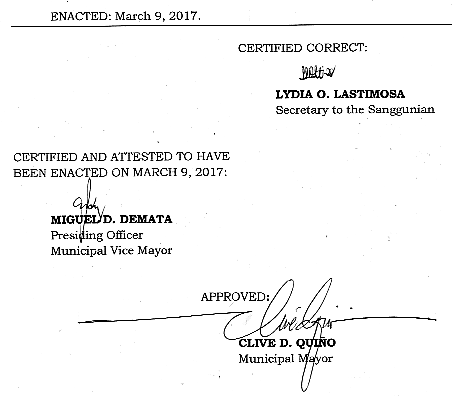 ENACTED: March 9, 2017.
CERTIFIED CORRECT:
LYDIA O. LASTIMOSA
Secretary to the Sanggunian
CERTIFIED AND ATTESTED TO HAVE
BEEN ENACTED ON MARCH 9, 2017:
MIGUEL D. DEMATA
Presiding Officer
Municipal Vice Mayor
APPROVED:
CLIVE D. QUIÑO
Municipal Mayor